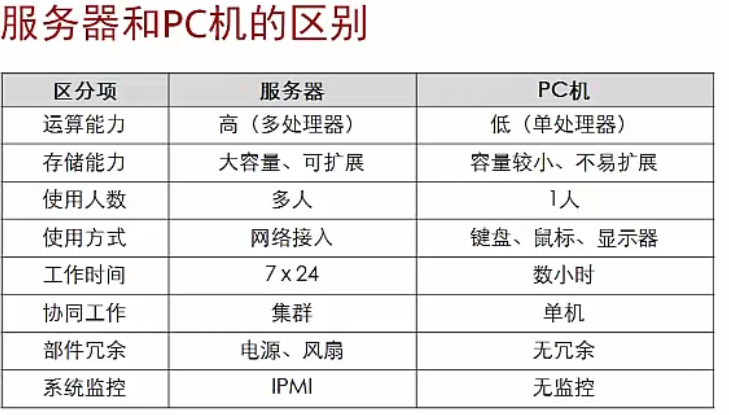 服务器和PC机的区别
区分项 服务器 PC机
运算能力 高（多处理器） 低（单处理器）
存储能力 大容量、可扩展 容量较小、不易扩展
使用人数 多人 1人
使用方式 网络接入 键盘、鼠标、显示器
工作时间 7 x 24 数小时
协同工作 集群 单机
部件冗余 电源、风扇 无冗余
系统监控 IPMI 无监控